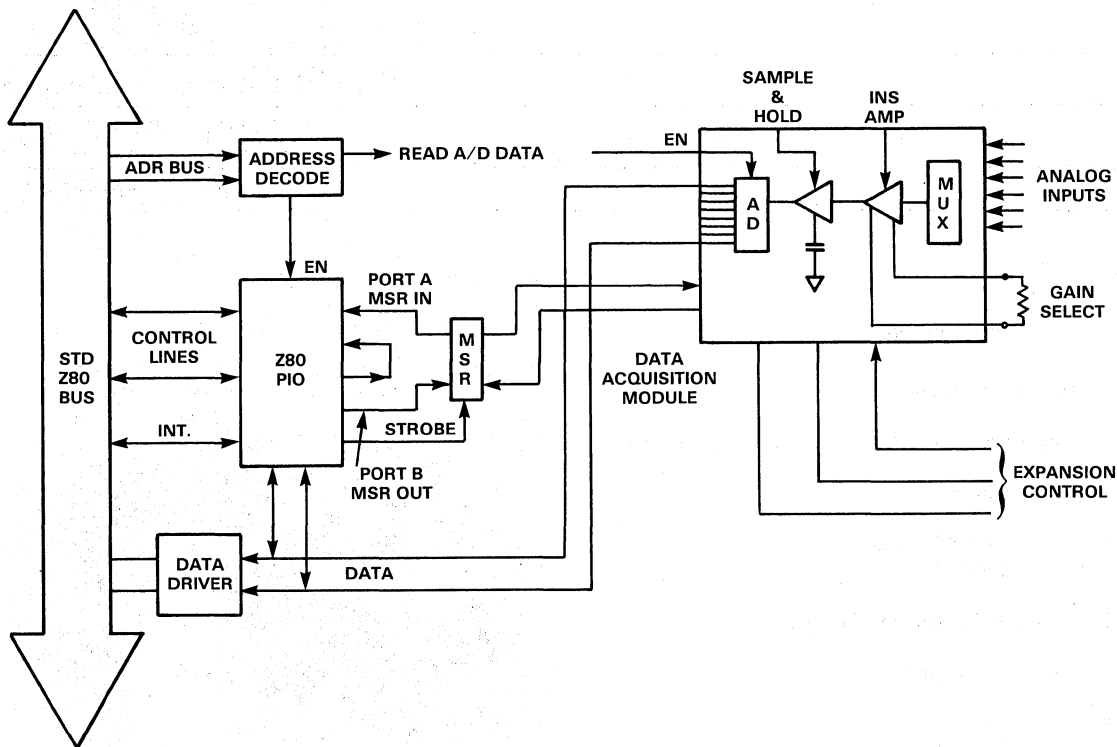 SAMPLE
&
HOLD
INS
AMP
EN
ADR BUS
ADDRESS
DECODE
READ A/D DATA
A
D
M
U
X
ANALOG
INPUTS
EN
PORT A
MSR IN
GAIN
SELECT
STD
Z80
BUS
CONTROL
LINES
Z80
PIO
M
S
R
DATA
ACQUISITION
MODULE
INT.
STROBE
PORT B
MSR OUT
EXPANSION
CONTROL
DATA
DRIVER
DATA